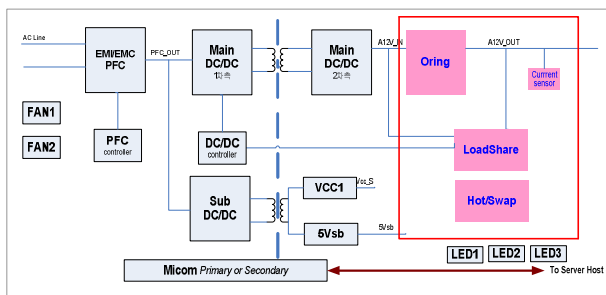 AC Line
EMI/EMC
PFC
PFC_OUT
Main
DC/DC
1차측
Main
DC/DC
2차측
A12V_IN
Oring
A12V_OUT
Currrent
sensor
FAN1
FAN2
PFC
controller
DC/DC
controller
LoadShare
Sub
DC/DC
VCC1
Vcc_S
Hot/Swap
5Vsb
5Vsb
LED1
LED2
LED3
Micom Primary or Secondary
To Server Host